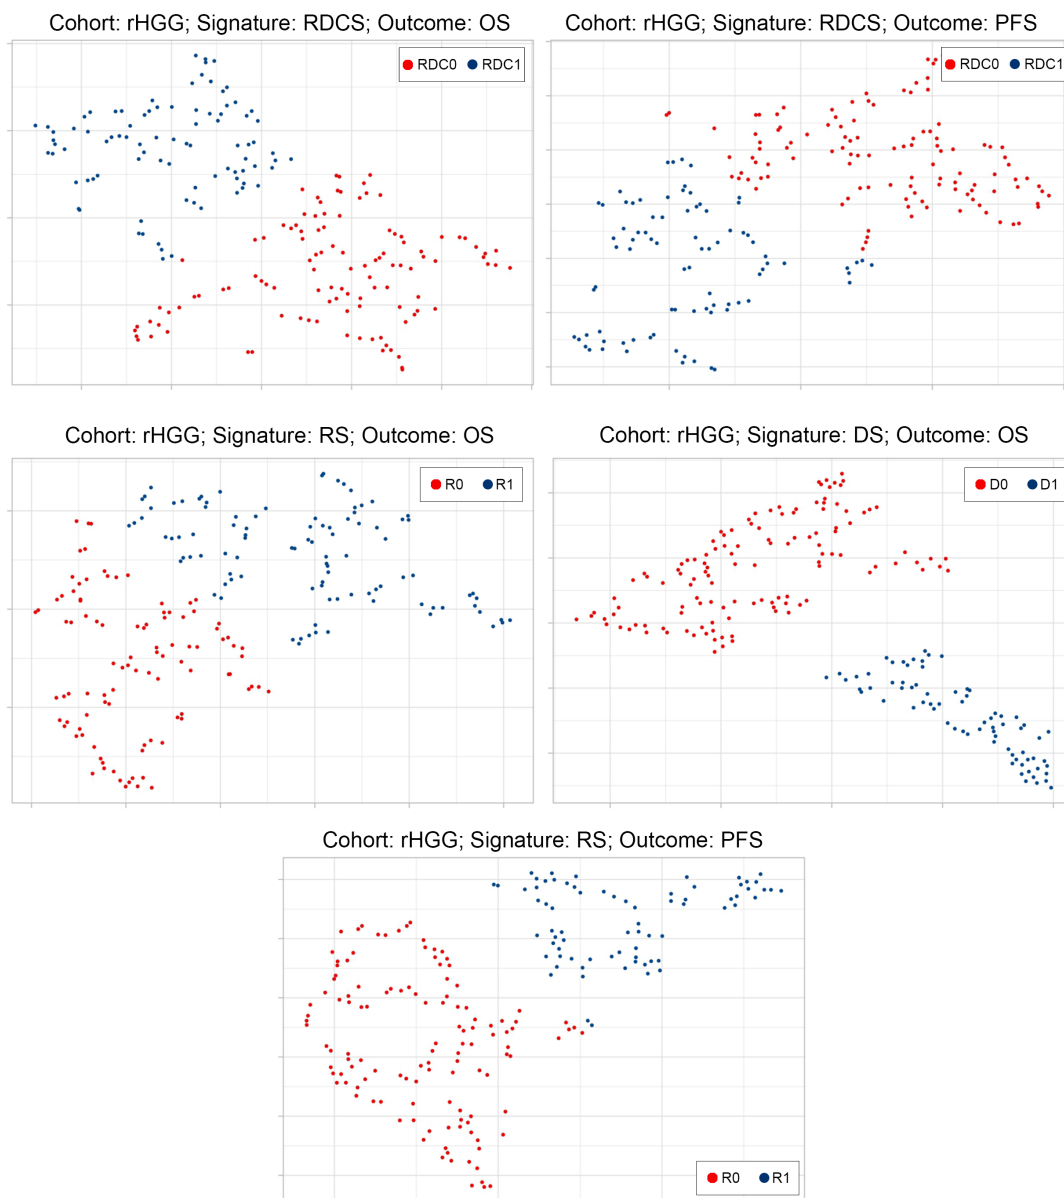 Cohort: rHGG; Signature: RDCS; Outcome: OS
RDC0 RDC1
Cohort: rHGG; Signature: RDCS; Outcome: PFS
RDC0 RDC1
Cohort: rHGG; Signature: RS; Outcome: OS
R0 R1
Cohort: rHGG; Signature: DS; Outcome: OS
D0 D1
Cohort: rHGG; Signature: RS; Outcome: PFS
R0 R1